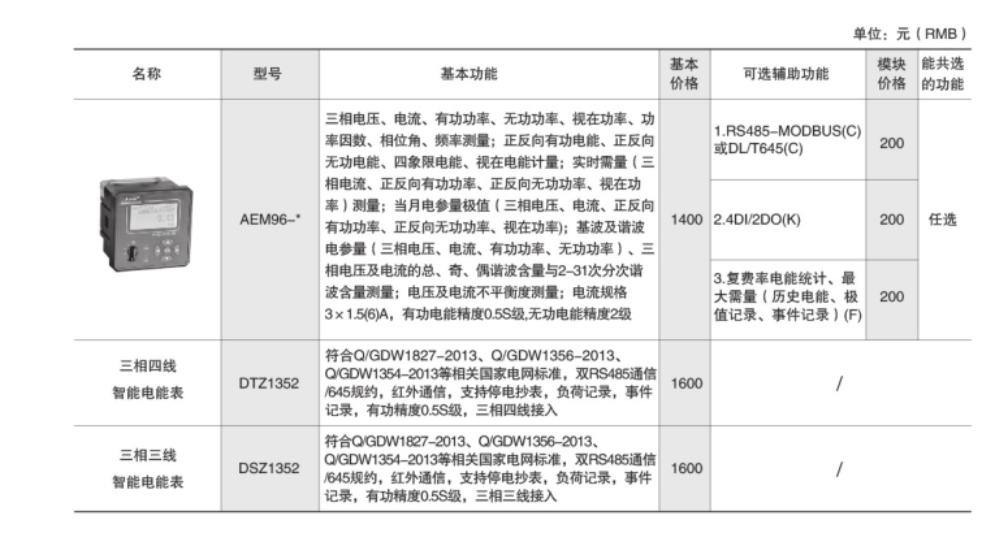 单位：元（RMB）
名称
型号
基本功能
基本
价格
可选辅助功能
模块
价格
能共选
的功能
AEM96-*
三相电压、电流、有功功率、无功功率、视在功率、功
率因数、相位角、频率测量；正反向有功电能、正反向
无功电能、四象限电能、视在电能计量；实时需量（三
相电流、正反向有功功率、正反向无功功率、视在功
率）测量；当月电参量极值（三相电压、电流、正反向
有功功率、正反向无功功率、视在功率)；基波及谐波
电参量（三相电压、电流、有功功率、无功功率）、三
相电压及电流的总、奇、偶谐波含量与2-31次分次谐
波含量测量；电压及电流不平衡度测量；电流规格
3×1.5(6)A，有功电能精度0.5S级,无功电能精度2级
1400
1.RS485-MODBUS(C)
或DL/T645(C)
200
2.4DI/2DO(K)
200
3.复费率电能统计、最
大需量（历史电能、极
值记录、事件记录）(F)
200
任选
三相四线
智能电能表
DTZ1352
符合Q/GDW1827-2013、Q/GDW1356-2013、
Q/GDW1354-2013等相关国家电网标准，双RS485通信
/645规约，红外通信，支持停电抄表，负荷记录，事件
记录，有功精度0.5S级，三相四线接入
1600
/
三相三线
智能电能表
DSZ1352
符合Q/GDW1827-2013、Q/GDW1356-2013、
Q/GDW1354-2013等相关国家电网标准，双RS485通信
/645规约，红外通信，支持停电抄表，负荷记录，事件
记录，有功精度0.5S级，三相三线接入
1600
/